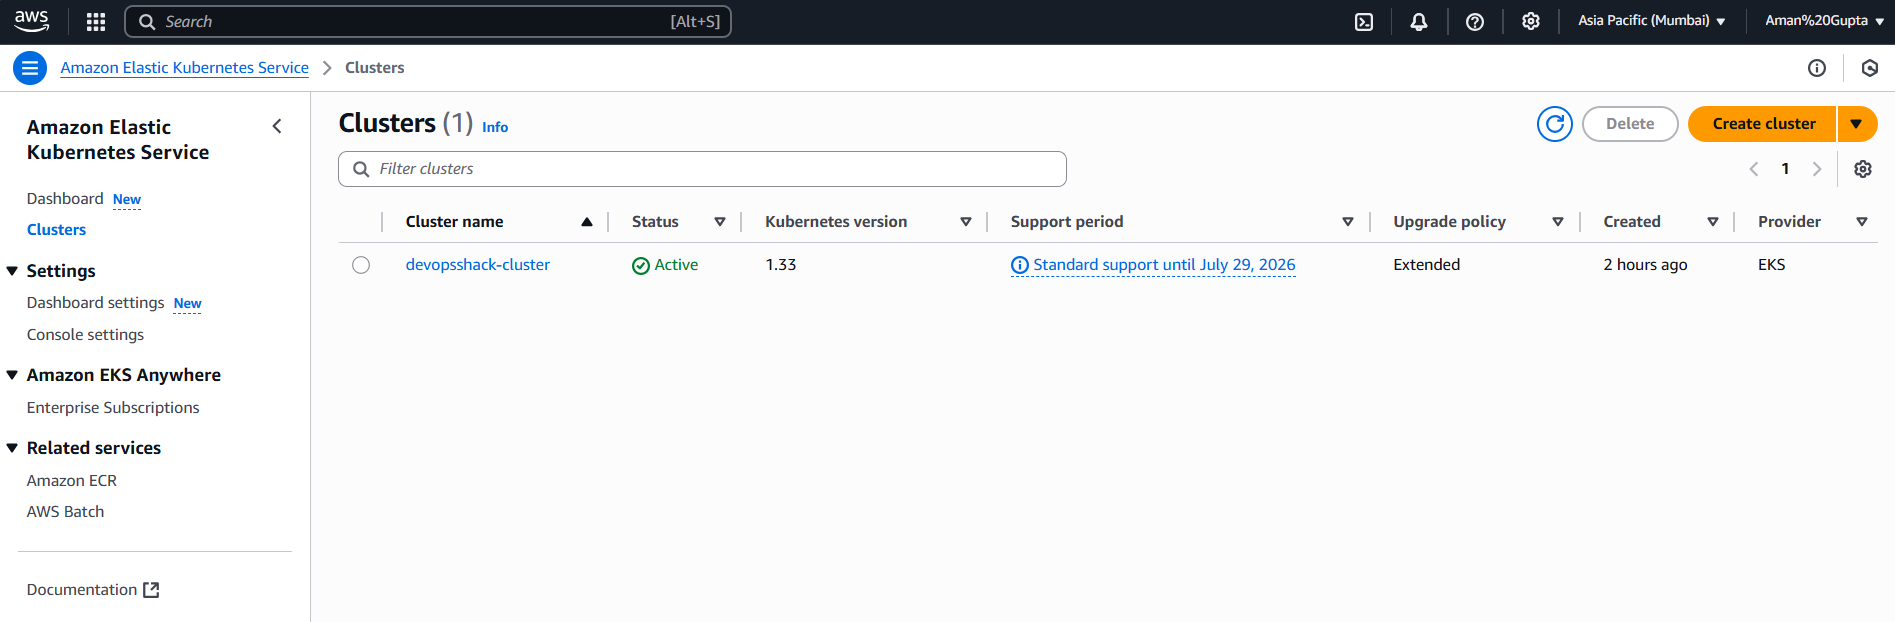 aws Search [Alt+S] Asia Pacific (Mumbai) Aman%20Gupta
Amazon Elastic Kubernetes Service Clusters
Amazon Elastic
Kubernetes Service
Dashboard New
Clusters
Settings
Dashboard settings New
Console settings
Amazon EKS Anywhere
Enterprise Subscriptions
Related services
Amazon ECR
AWS Batch
Documentation
Clusters (1) Info Delete Create cluster
Filter clusters 1
Cluster name Status Kubernetes version Support period Upgrade policy Created Provider
devopsshack-cluster Active 1.33 Standard support until July 29, 2026 Extended 2 hours ago EKS